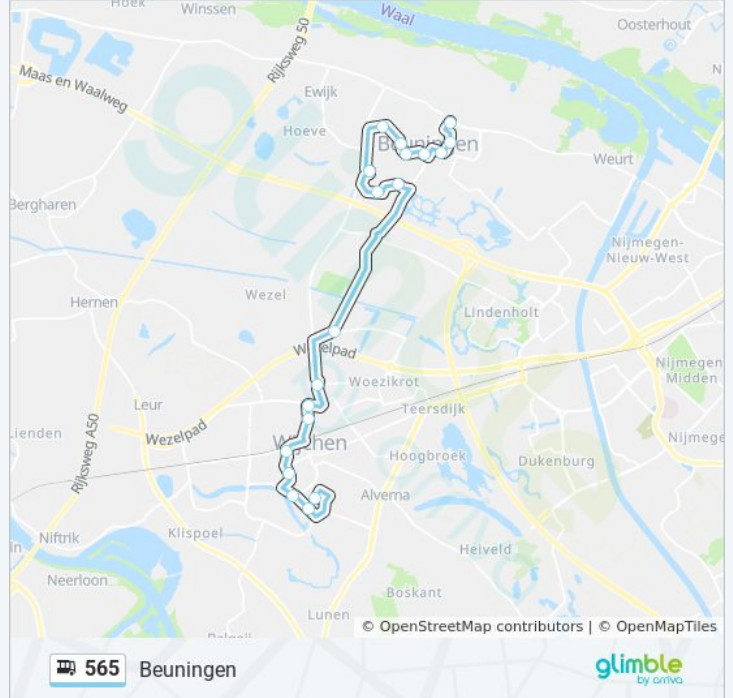 Hoek
Winssen
Waal
Oosterhout
Rijksweg 50
Maas en Waalweg
Ewijk
Hoeve
Beuningen
Weurt
Bergharen
Nijmegen-
Nieuw-West
Hernen
Wezel
Lindenholt
Wezelpad
Nijmegen
Midden
Woezikrot
Leur
Teersdijk
Lienden
Wezelpad
Wijchen
Nijmege
Rijksweg A50
Hoogbroek
Dukenburg
Alverna
Klispoel
Niftrik
Heiveld
Neerloon
Boskant
Lunen
© OpenStreetMap contributors | © OpenMapTiles
565 Beuningen
glimble
by arriva